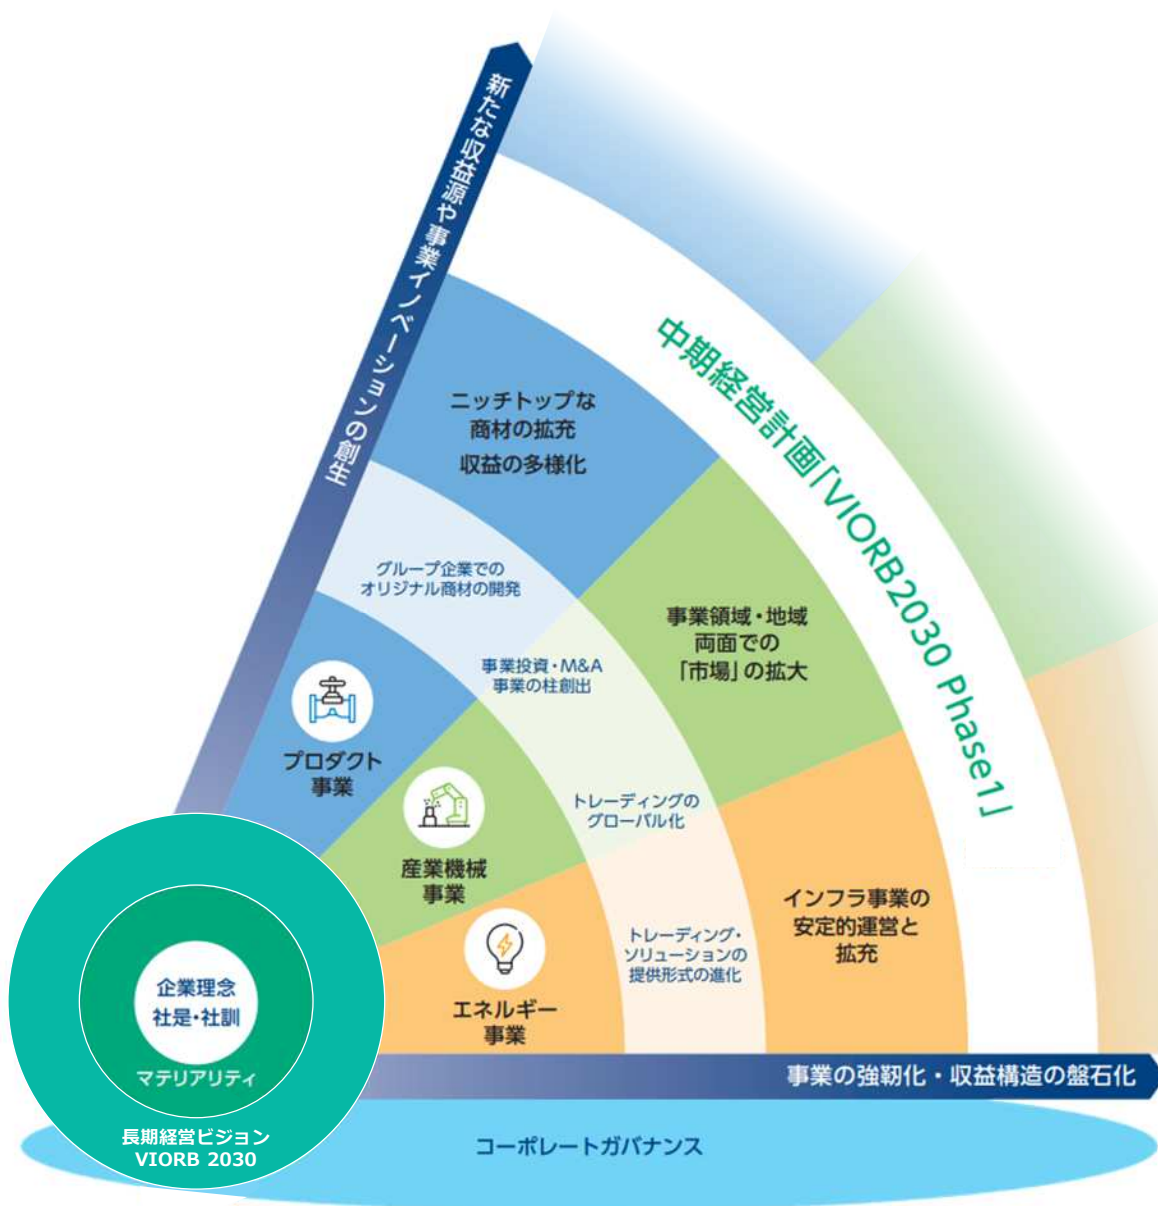 新たな収益源や事業イノベーションの創生
中期経営計画「VIORB2030 Phase1」
ニッチトップな
商材の拡充
収益の多様化
グループ企業での
オリジナル商材の開発
事業領域・地域
両面での
「市場」の拡大
事業投資・M&A
事業の柱創出
プロダクト
事業
トレーディングの
グローバル化
産業機械
事業
インフラ事業の
安定的運営と
拡充
トレーディング・
ソリューションの
提供形式の進化
エネルギー
事業
企業理念
社是・社訓
マテリアリティ
事業の強靭化・収益構造の盤石化
長期経営ビジョン
VIORB 2030
コーポレートガバナンス